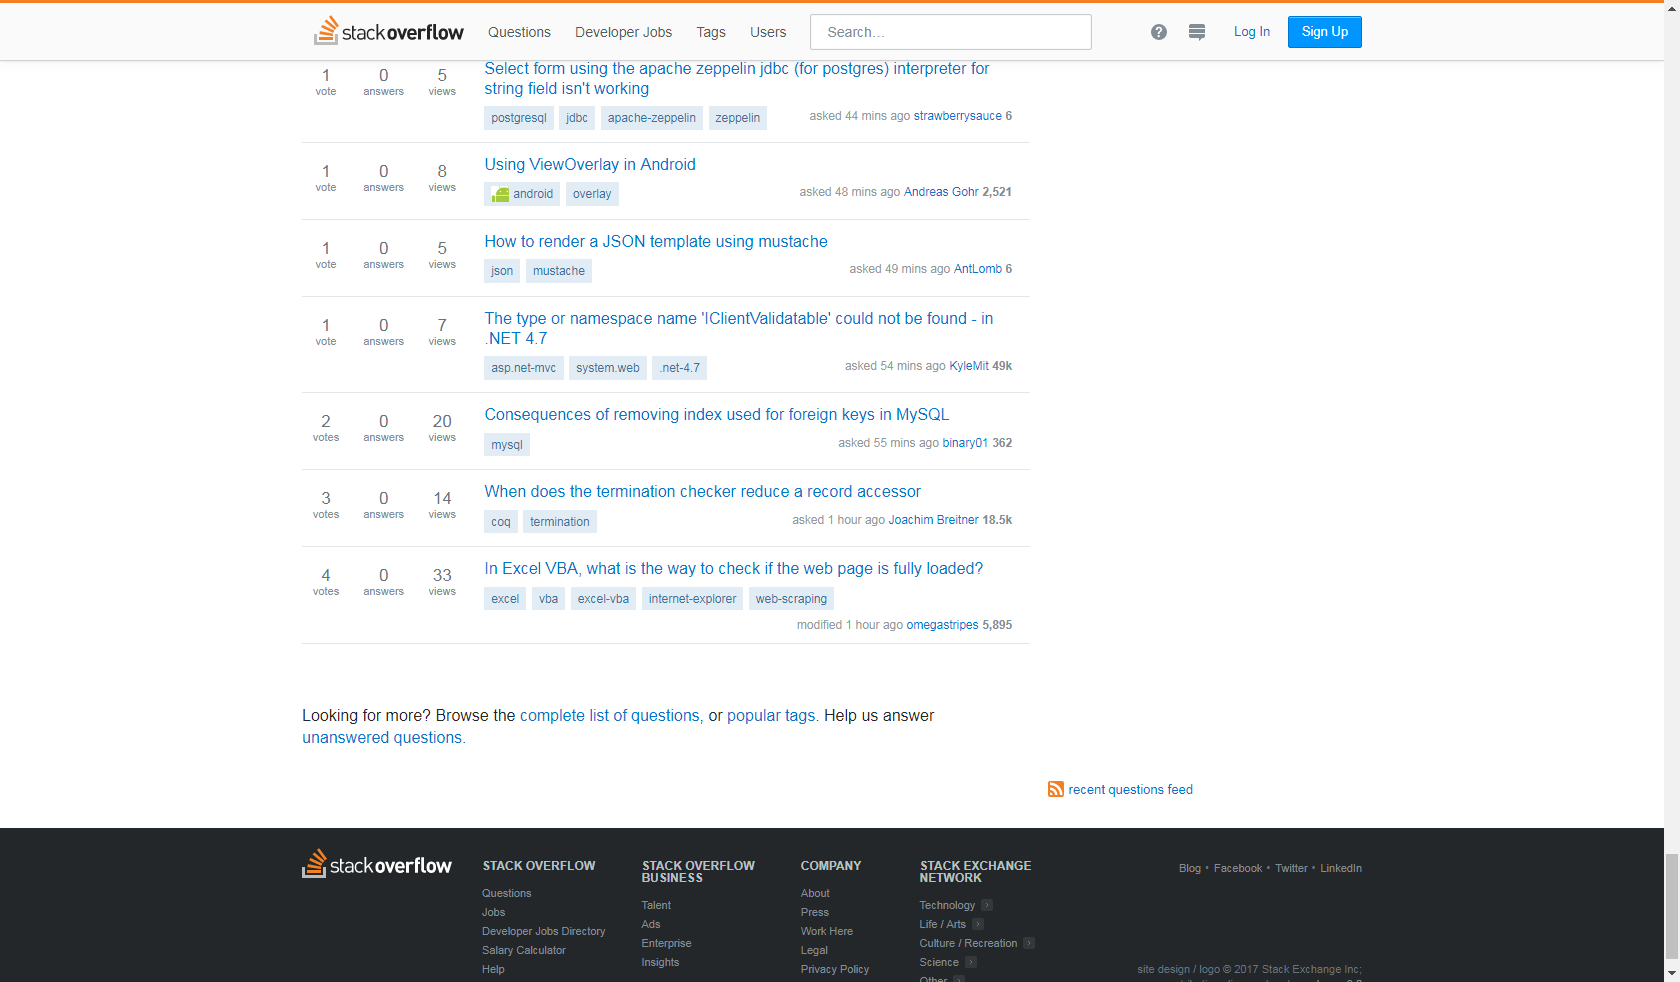 stackoverflow Questions Developer Jobs Tags Users Search... ? Log In Sign Up
1 vote 0 answers 5 views
Select form using the apache zeppelin jdbc (for postgres) interpreter for
string field isn't working
postgresql jdbc apache-zeppelin zeppelin
asked 44 mins ago strawberrysauce 6
1 vote 0 answers 8 views
Using ViewOverlay in Android
android overlay
asked 48 mins ago Andreas Gohr 2,521
1 vote 0 answers 5 views
How to render a JSON template using mustache
json mustache
asked 49 mins ago AntLomb 6
1 vote 0 answers 7 views
The type or namespace name 'IClientValidatable' could not be found - in
.NET 4.7
asp.net-mvc system.web .net-4.7
asked 54 mins ago KyleMit 49k
2 votes 0 answers 20 views
Consequences of removing index used for foreign keys in MySQL
mysql
asked 55 mins ago binary01 362
3 votes 0 answers 14 views
When does the termination checker reduce a record accessor
coq termination
asked 1 hour ago Joachim Breitner 18.5k
4 votes 0 answers 33 views
In Excel VBA, what is the way to check if the web page is fully loaded?
excel vba excel-vba internet-explorer web-scraping
modified 1 hour ago omegastripes 5,895
Looking for more? Browse the complete list of questions, or popular tags. Help us answer
unanswered questions.
recent questions feed
stackoverflow
STACK OVERFLOW
Questions
Jobs
Developer Jobs Directory
Salary Calculator
Help
STACK OVERFLOW
BUSINESS
Talent
Ads
Enterprise
Insights
COMPANY
About
Press
Work Here
Legal
Privacy Policy
STACK EXCHANGE
NETWORK
Technology
Life / Arts
Culture / Recreation
Science
Other
Blog • Facebook • Twitter • LinkedIn
site design / logo © 2017 Stack Exchange Inc;